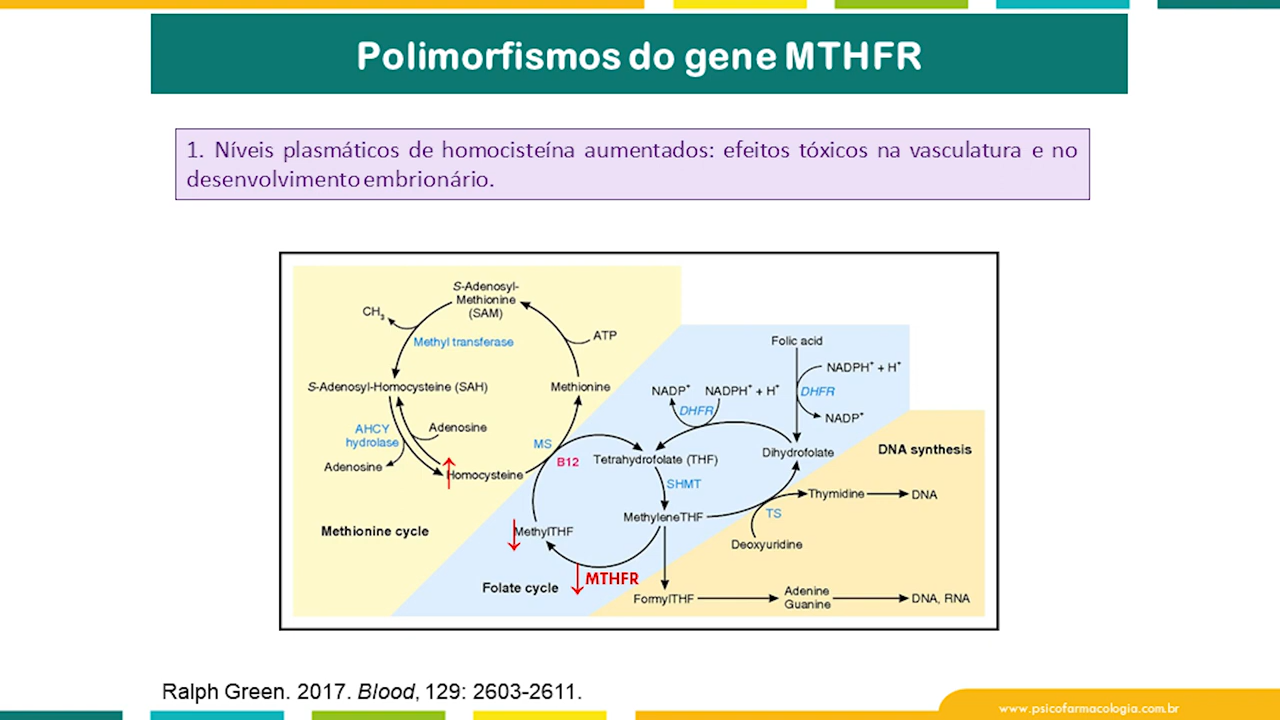 Polimorfismos do gene MTHFR
1. Níveis plasmáticos de homocisteína aumentados: efeitos tóxicos na vasculatura e no
desenvolvimento embrionário.
S-Adenosyl-
Methionine
(SAM)
CH3
Methyl transferase
ATP
S-Adenosyl-Homocysteine (SAH)
Methionine
AHCY
hydrolase
Adenosine
Adenosine
Homocysteine
MS
B12
Methionine cycle
Folic acid
NADPH+ + H+
DHFR
NADP+
NADP+
NADPH+ + H+
DHFR
Tetrahydrofolate (THF)
Dihydrofolate
SHMT
MethyleneTHF
MethylTHF
MTHFR
Folate cycle
DNA synthesis
Thymidine
DNA
TS
Deoxyuridine
FormylTHF
Adenine
Guanine
DNA, RNA
Ralph Green. 2017. Blood, 129: 2603-2611.
www.psicofarmacologia.com.br